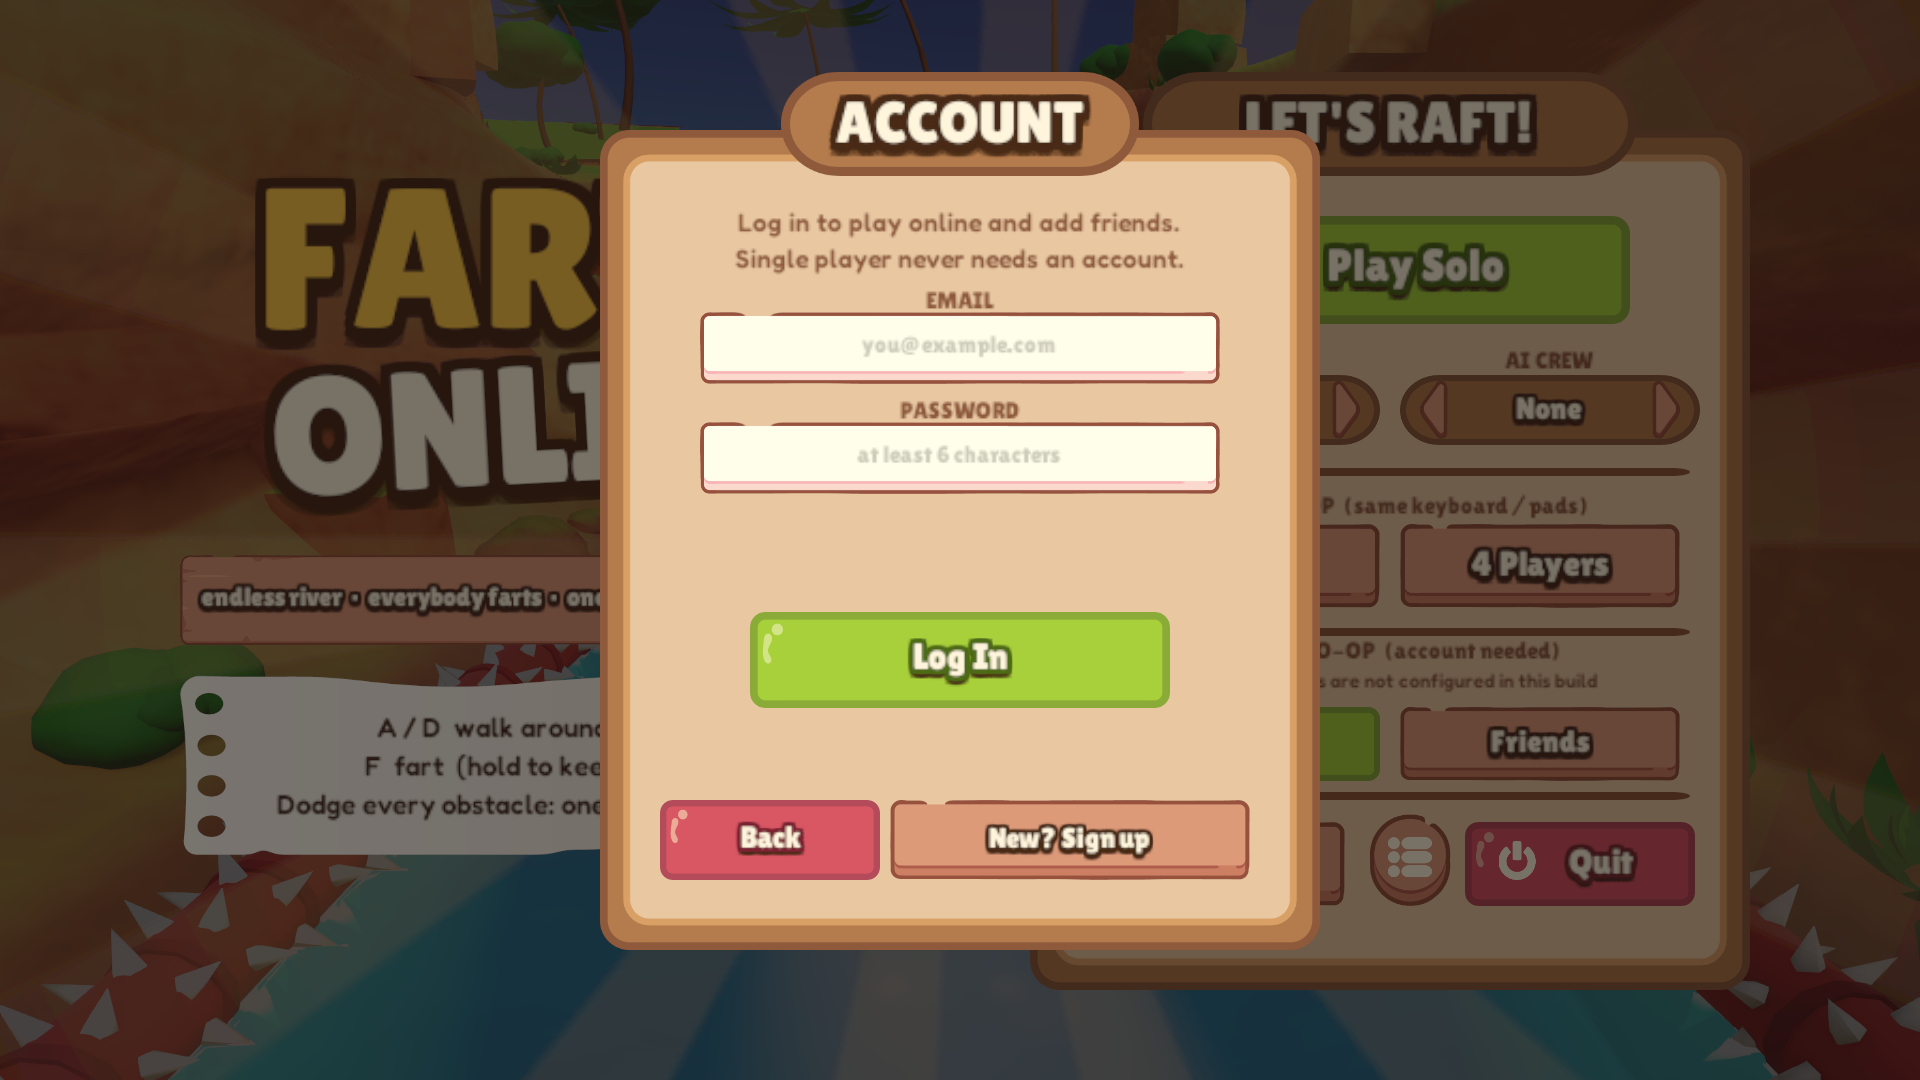 ACCOUNT
LET'S RAFT!
Log in to play online and add friends.
Single player never needs an account.
EMAIL
you@example.com
PASSWORD
at least 6 characters
Log In
Back
New? Sign up
FAR
ONLI
endless river • everybody farts • one
A / D walk around
F fart (hold to kee
Dodge every obstacle: one
Play Solo
AI CREW
None
P (same keyboard / pads)
4 Players
O-OP (account needed)
s are not configured in this build
Friends
Quit